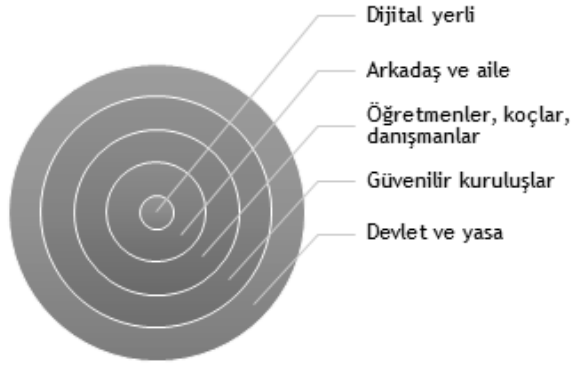 Dijital yerli
Arkadaş ve aile
Öğretmenler, koçlar,
danışmanlar
Güvenilir kuruluşlar
Devlet ve yasa